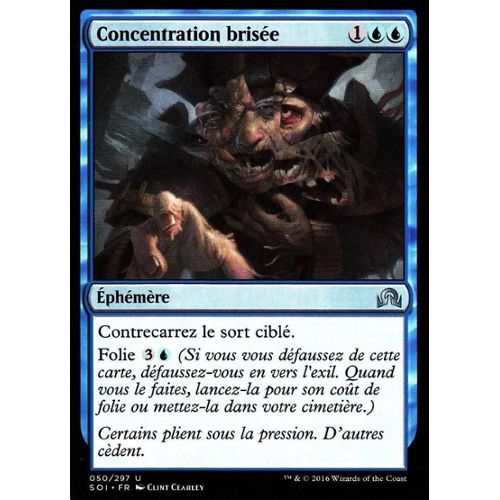 Concentration brisée 1
Éphémère
Contrecarrez le sort ciblé.
Folie 3 (Si vous vous défaussez de cette
carte, défaussez-vous en vers l'exil. Quand
vous le faites, lancez-la pour son coût de
folie ou mettez-la dans votre cimetière.)
Certains plient sous la pression. D'autres
cèdent.
050/297 U
SOI • FR Clint Cearley
™ & © 2016 Wizards of the Coast